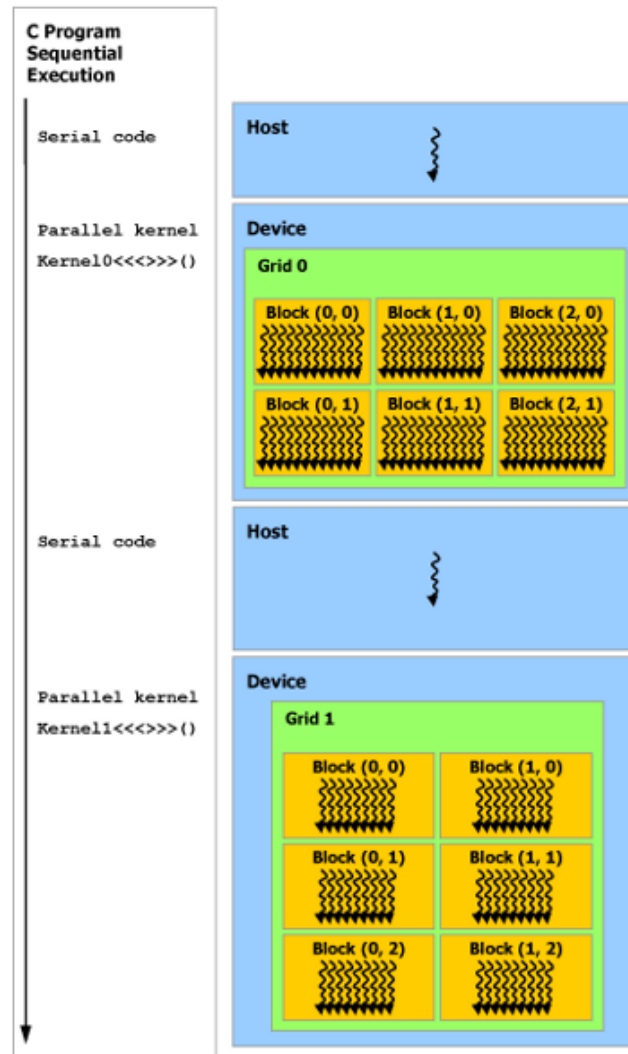 C Program
Sequential
Execution
Serial code
Host
Parallel kernel
Kernel0<<<>>>()
Device
Grid 0
Block (0, 0) Block (1, 0) Block (2, 0)
Block (0, 1) Block (1, 1) Block (2, 1)
Serial code
Host
Parallel kernel
Kernel1<<<>>>()
Device
Grid 1
Block (0, 0) Block (1, 0)
Block (0, 1) Block (1, 1)
Block (0, 2) Block (1, 2)